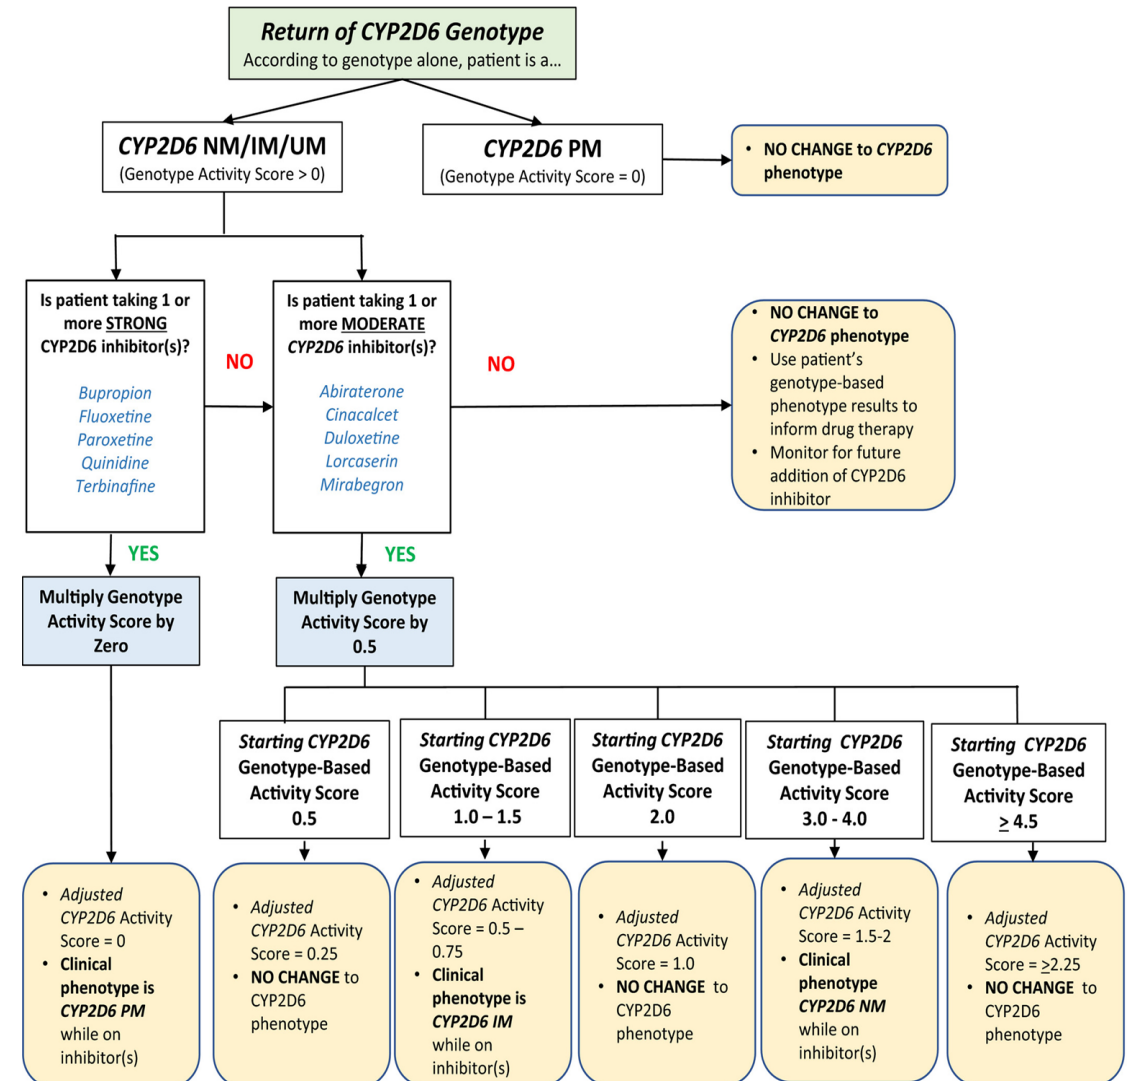 Return of CYP2D6 Genotype
According to genotype alone, patient is a...
CYP2D6 NM/IM/UM
(Genotype Activity Score > 0)
CYP2D6 PM
(Genotype Activity Score = 0)
• NO CHANGE to CYP2D6
phenotype
Is patient taking 1 or
more STRONG
CYP2D6 inhibitor(s)?
Bupropion
Fluoxetine
Paroxetine
Quinidine
Terbinafine
NO
Is patient taking 1 or
more MODERATE
CYP2D6 inhibitor(s)?
Abiraterone
Cinacalcet
Duloxetine
Lorcaserin
Mirabegron
NO
• NO CHANGE to
CYP2D6 phenotype
• Use patient's
genotype-based
phenotype results to
inform drug therapy
• Monitor for future
addition of CYP2D6
inhibitor
YES
YES
Multiply Genotype
Activity Score by
Zero
Multiply Genotype
Activity Score by
0.5
Starting CYP2D6
Genotype-Based
Activity Score
0.5
Starting CYP2D6
Genotype-Based
Activity Score
1.0 – 1.5
Starting CYP2D6
Genotype-Based
Activity Score
2.0
Starting CYP2D6
Genotype-Based
Activity Score
3.0 - 4.0
Starting CYP2D6
Genotype-Based
Activity Score
≥ 4.5
• Adjusted
CYP2D6 Activity
Score = 0
• Clinical
phenotype is
CYP2D6 PM
while on
inhibitor(s)
• Adjusted
CYP2D6 Activity
Score = 0.25
• NO CHANGE to
CYP2D6
phenotype
• Adjusted
CYP2D6 Activity
Score = 0.5 –
0.75
• Clinical
phenotype is
CYP2D6 IM
while on
inhibitor(s)
• Adjusted
CYP2D6 Activity
Score = 1.0
• NO CHANGE to
CYP2D6
phenotype
• Adjusted
CYP2D6 Activity
Score = 1.5-2
• Clinical
phenotype
CYP2D6 NM
while on
inhibitor(s)
• Adjusted
CYP2D6 Activity
Score = ≥2.25
• NO CHANGE to
CYP2D6
phenotype